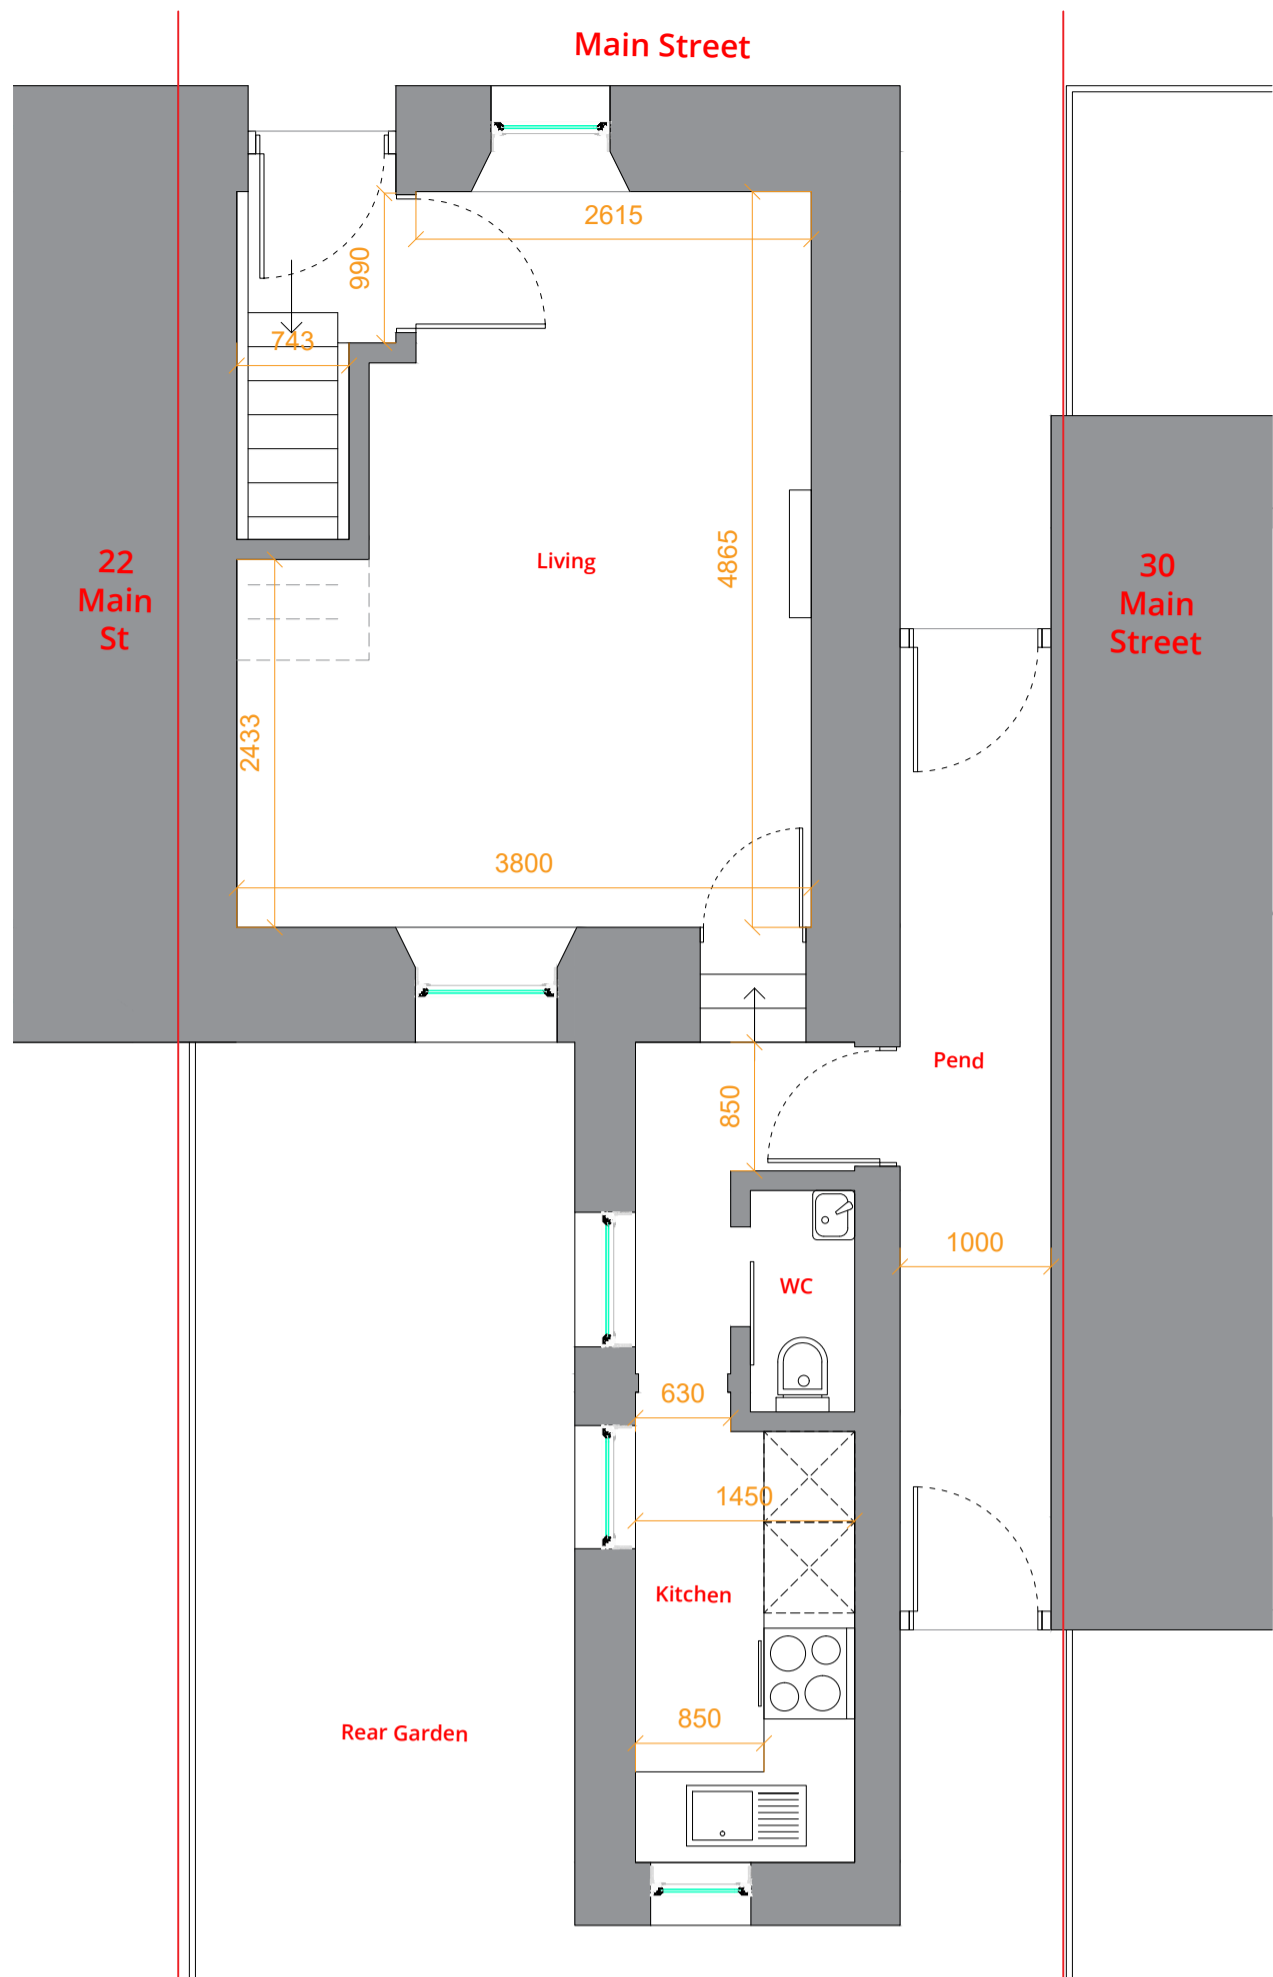 Main Street
2615
990
743
Living
4865
22
Main
St
30
Main
Street
2433
3800
Pend
850
1000
WC
630
1450
Kitchen
850
Rear Garden